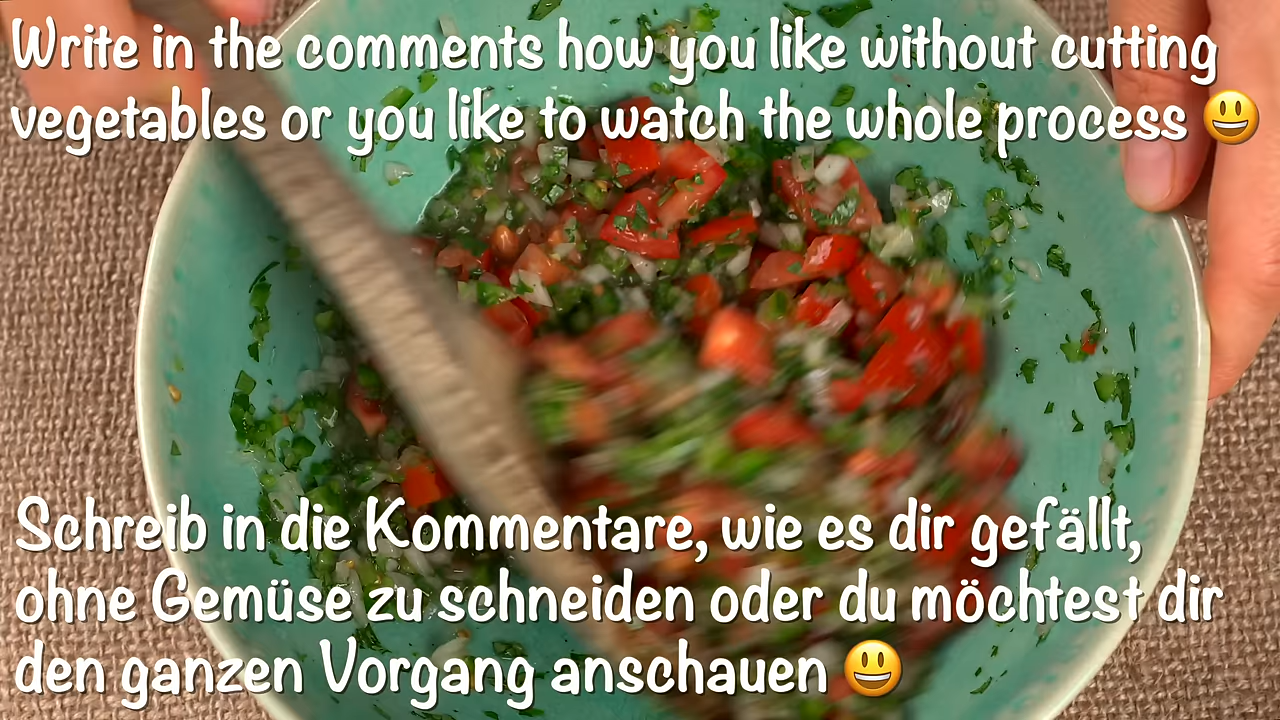 Write in the comments how you like without cutting
vegetables or you like to watch the whole process 😃
Schreib in die Kommentare, wie es dir gefällt,
ohne Gemüse zu schneiden oder du möchtest dir
den ganzen Vorgang anschauen 😃